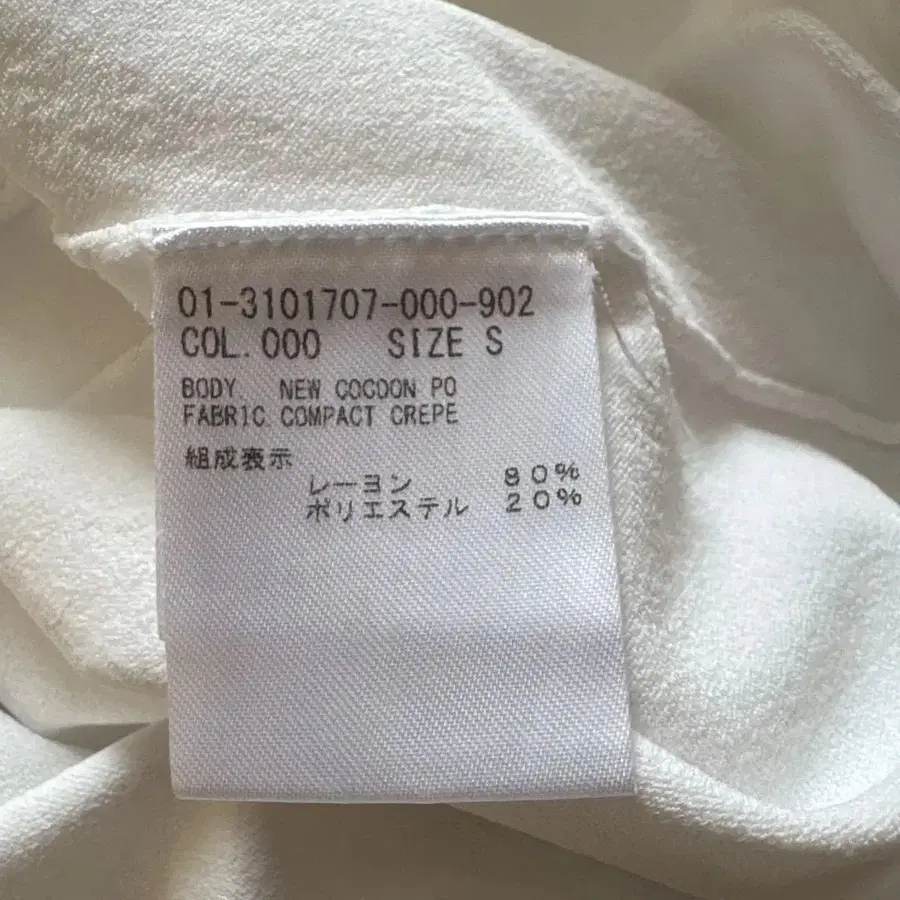 01-3101707-000-902
COL.000 SIZE S
BODY. NEW COCOON PO
FABRIC.COMPACT CREPE
組成表示
レーヨン 80%
ポリエステル 20%